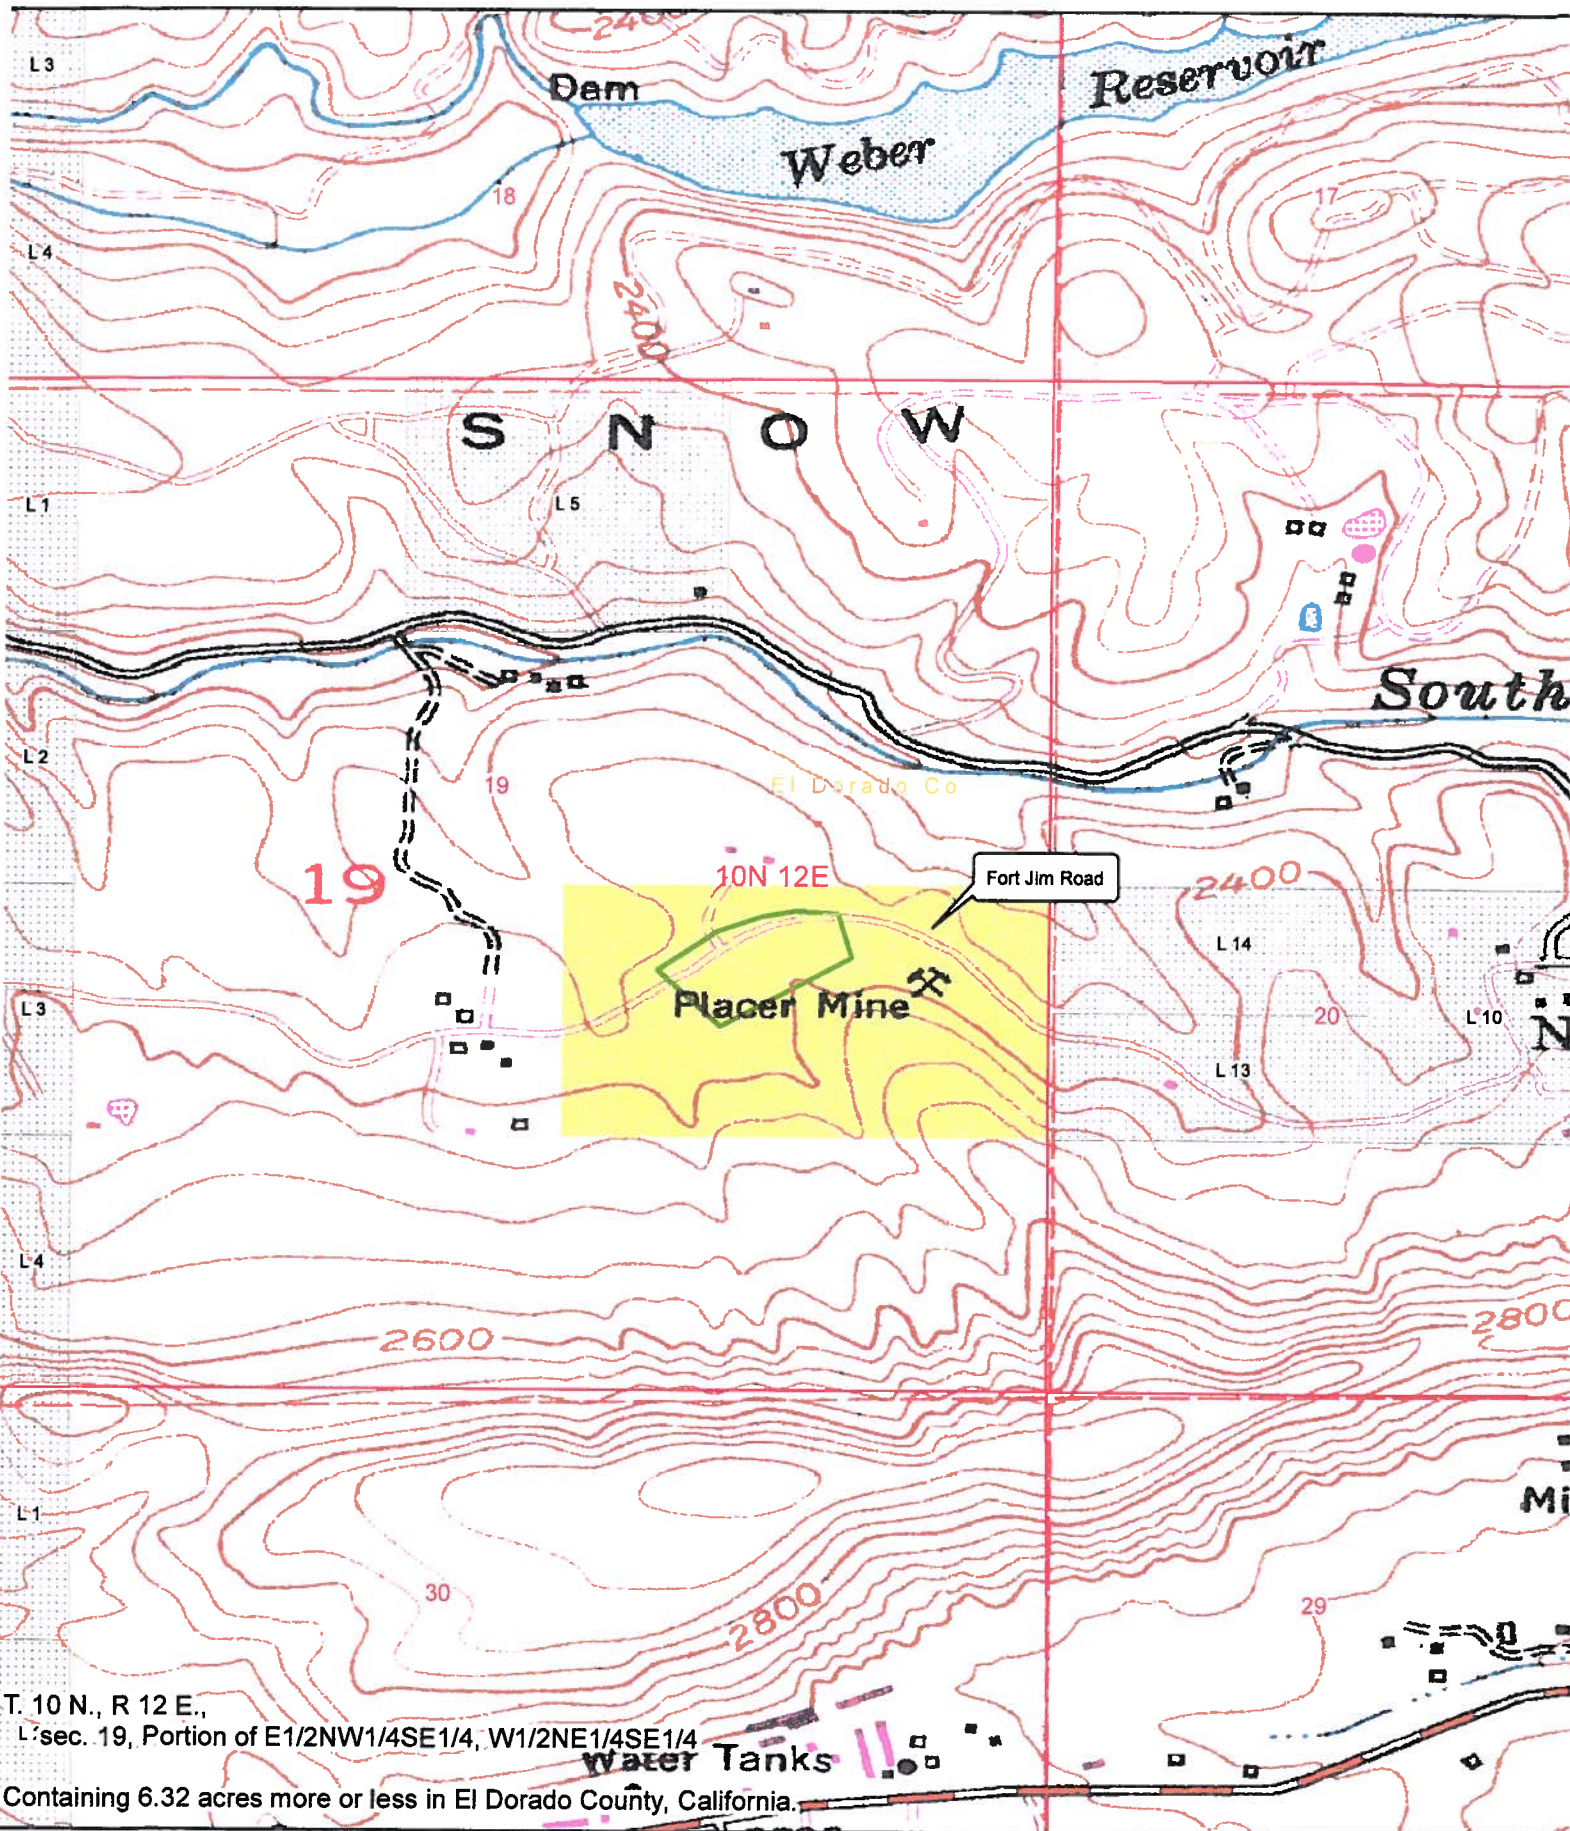 2400
L 3
Dam
Reservoir
Weber
18
17
L 4
2400
S N O W
L 1
L 5
South
L 2
19
El Dorado Co
19
10N 12E
Fort Jim Road
2400
L 14
L 3
Placer Mine
20
L 10
N
L 13
L 4
2600
2800
L 1
Mi
30
2800
29
T. 10 N., R 12 E.,
sec. 19, Portion of E1/2NW1/4SE1/4, W1/2NE1/4SE1/4
Water Tanks
Containing 6.32 acres more or less in El Dorado County, California.